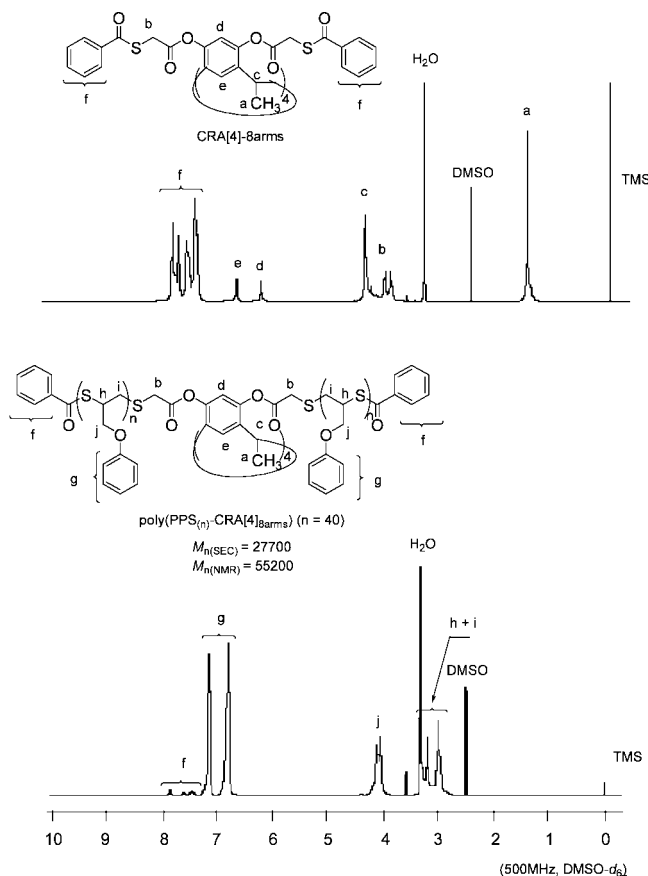 b d b
O O O O
S O O S
O O
f c 4 f
e
a CH3
CRA[4]-8arms
H2O
a
f DMSO
TMS
c
b
e
d
b d b
S h i S O O S i h S
n n
O O O O
j e c j
f O a CH3 4 O f
g g
poly(PPS(n)-CRA[4]8arms) (n = 40)
Mn(SEC) = 27700
Mn(NMR) = 55200
H2O
g
h + i
DMSO
j
f TMS
10 9 8 7 6 5 4 3 2 1 0
(500MHz, DMSO-d6)